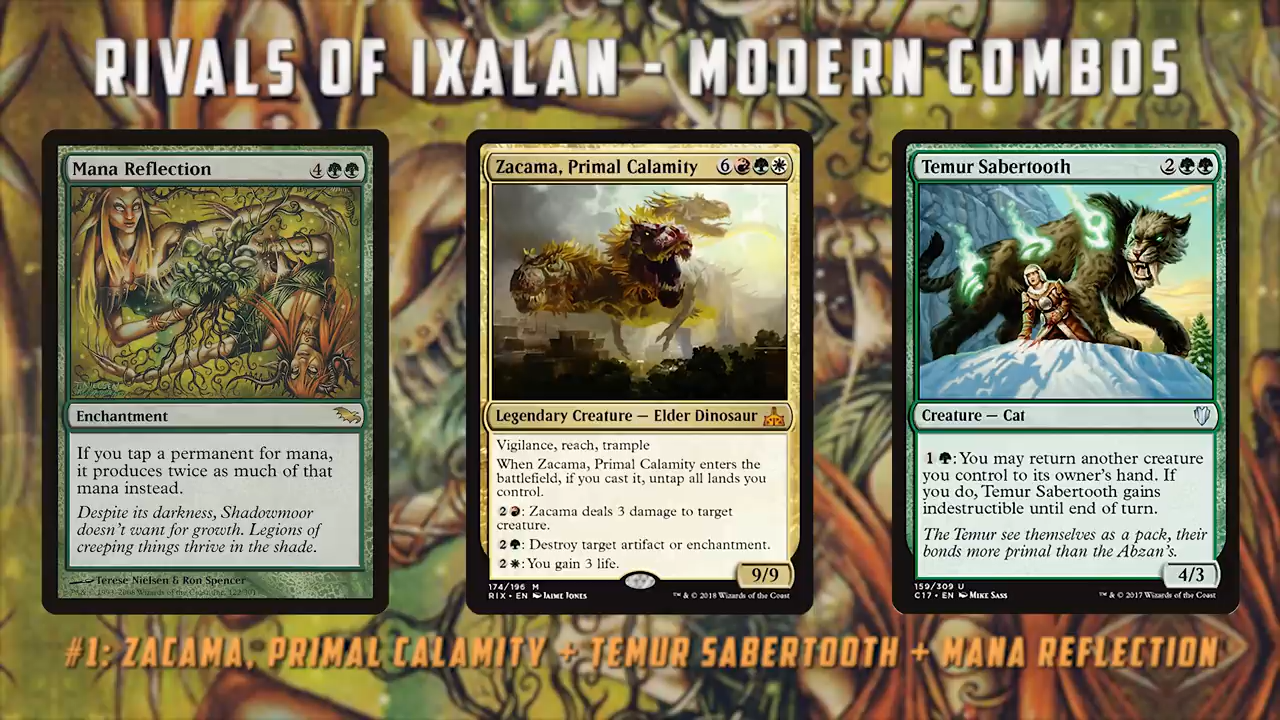 RIVALS OF IXALAN - MODERN COMBOS
Mana Reflection 4
Enchantment
If you tap a permanent for mana,
it produces twice as much of that
mana instead.
Despite its darkness, Shadowmoor
doesn't want for growth. Legions of
creeping things thrive in the shade.
Terese Nielsen & Ron Spencer
Zacama, Primal Calamity 6
Legendary Creature — Elder Dinosaur
Vigilance, reach, trample
When Zacama, Primal Calamity enters the
battlefield, if you cast it, untap all lands you
control.
2 : Zacama deals 3 damage to target
creature.
2 : Destroy target artifact or enchantment.
2 : You gain 3 life.
9/9
174/196 M
RIX • EN Jaime Jones
™ & © 2018 Wizards of the Coast
Temur Sabertooth 2
Creature — Cat
1 : You may return another creature
you control to its owner's hand. If
you do, Temur Sabertooth gains
indestructible until end of turn.
The Temur see themselves as a pack, their
bonds more primal than the Abzan's.
4/3
159/309 U
C17 • EN Mike Sass
™ & © 2017 Wizards of the Coast
#1: ZACAMA, PRIMAL CALAMITY + TEMUR SABERTOOTH + MANA REFLECTION